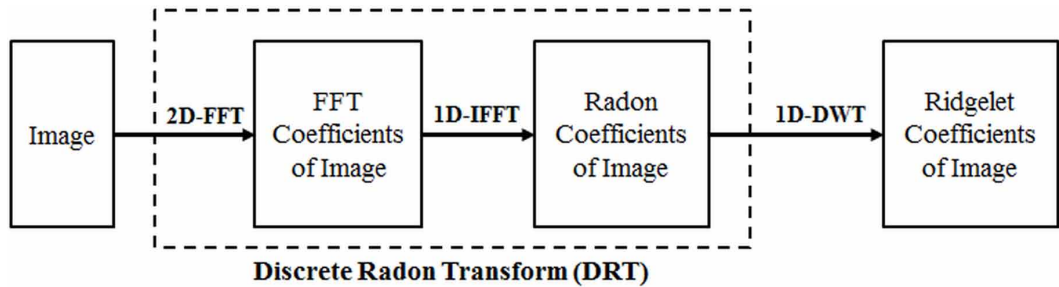 Image
2D-FFT
FFT
Coefficients
of Image
1D-IFFT
Radon
Coefficients
of Image
1D-DWT
Ridgelet
Coefficients
of Image
Discrete Radon Transform (DRT)